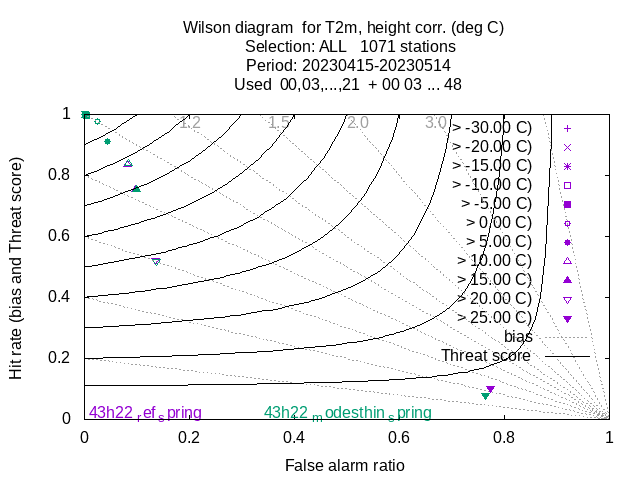 Wilson diagram for T2m, height corr. (deg C)
Selection: ALL 1071 stations
Period: 20230415-20230514
Used 00,03,...,21 + 00 03 ... 48
Hit rate (bias and Threat score)
1
0.8
0.6
0.4
0.2
0
1.2
1.5
2.0
3.0
> -30.00 C)
> -20.00 C)
> -15.00 C)
> -10.00 C)
> -5.00 C)
> 0.00 C)
> 5.00 C)
> 10.00 C)
> 15.00 C)
> 20.00 C)
> 25.00 C)
bias
Threat score
43h22refspring 43h22modesthinspring
0 0.2 0.4 0.6 0.8 1
False alarm ratio